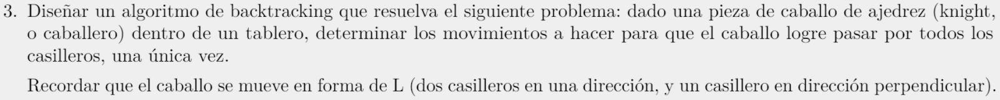 3. Diseñar un algoritmo de backtracking que resuelva el siguiente problema: dado una pieza de caballo de ajedrez (knight,
o caballero) dentro de un tablero, determinar los movimientos a hacer para que el caballo logre pasar por todos los
casilleros, una única vez.
Recordar que el caballo se mueve en forma de L (dos casilleros en una dirección, y un casillero en dirección perpendicular).